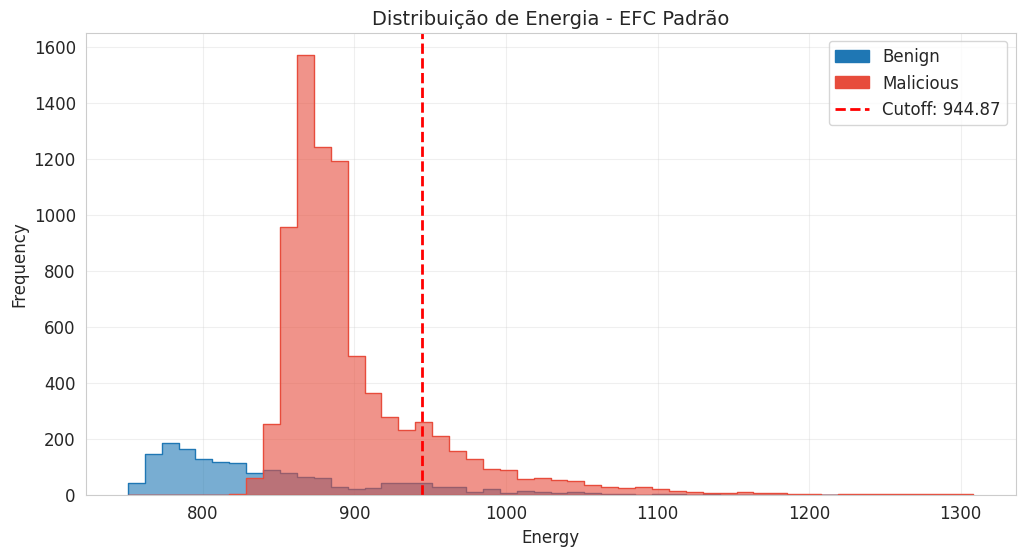 Distribuição de Energia - EFC Padrão
Benign
Malicious
Cutoff: 944.87
Frequency
1600
1400
1200
1000
800
600
400
200
0
800
900
1000
1100
1200
1300
Energy